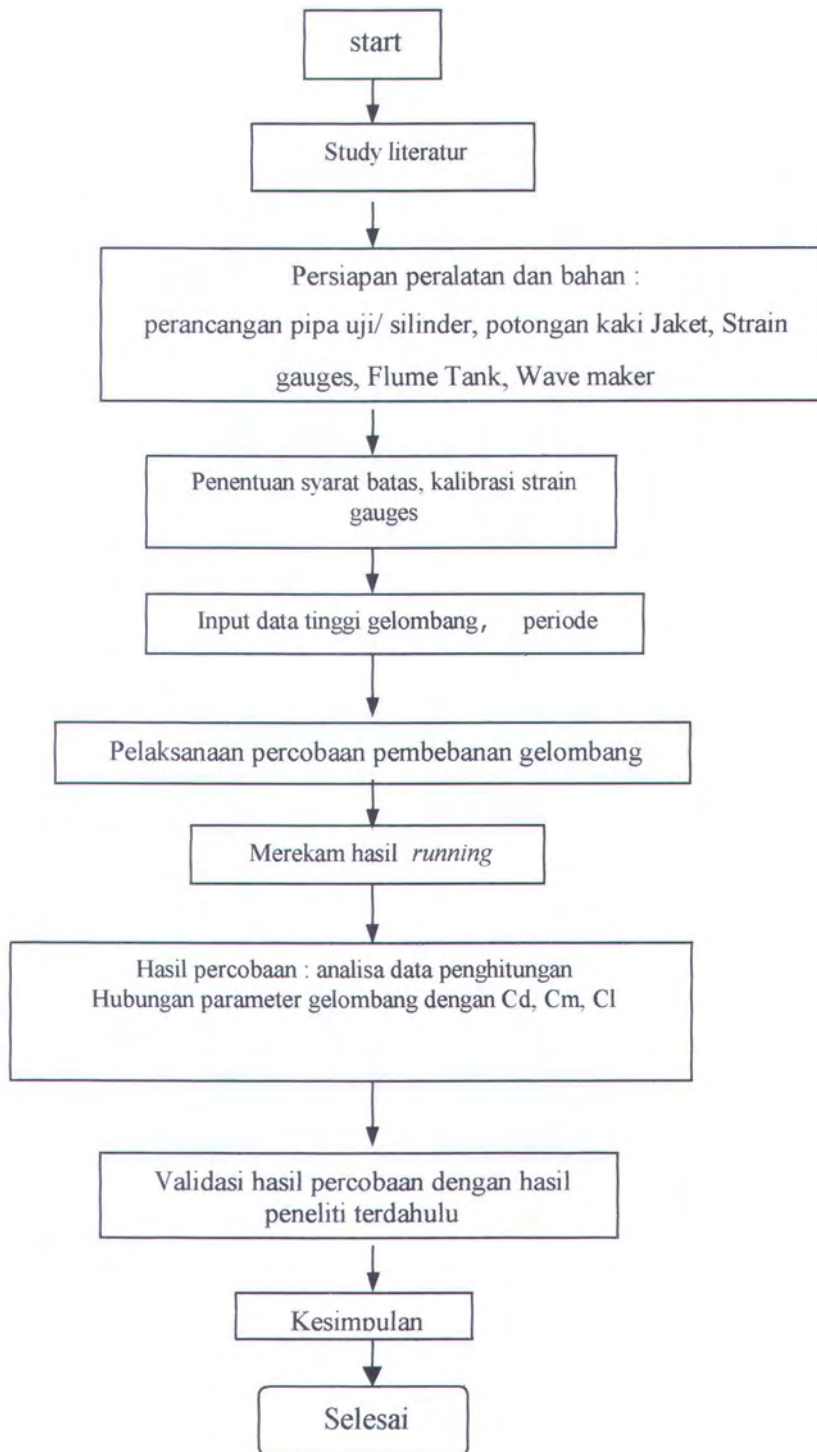 start
Study literatur
Persiapan peralatan dan bahan :
perancangan pipa uji/ silinder, potongan kaki Jaket, Strain
gauges, Flume Tank, Wave maker
Penentuan syarat batas, kalibrasi strain
gauges
Input data tinggi gelombang, periode
Pelaksanaan percobaan pembebanan gelombang
Merekam hasil running
Hasil percobaan : analisa data penghitungan
Hubungan parameter gelombang dengan Cd, Cm, Cl
Validasi hasil percobaan dengan hasil
peneliti terdahulu
Kesimpulan
Selesai